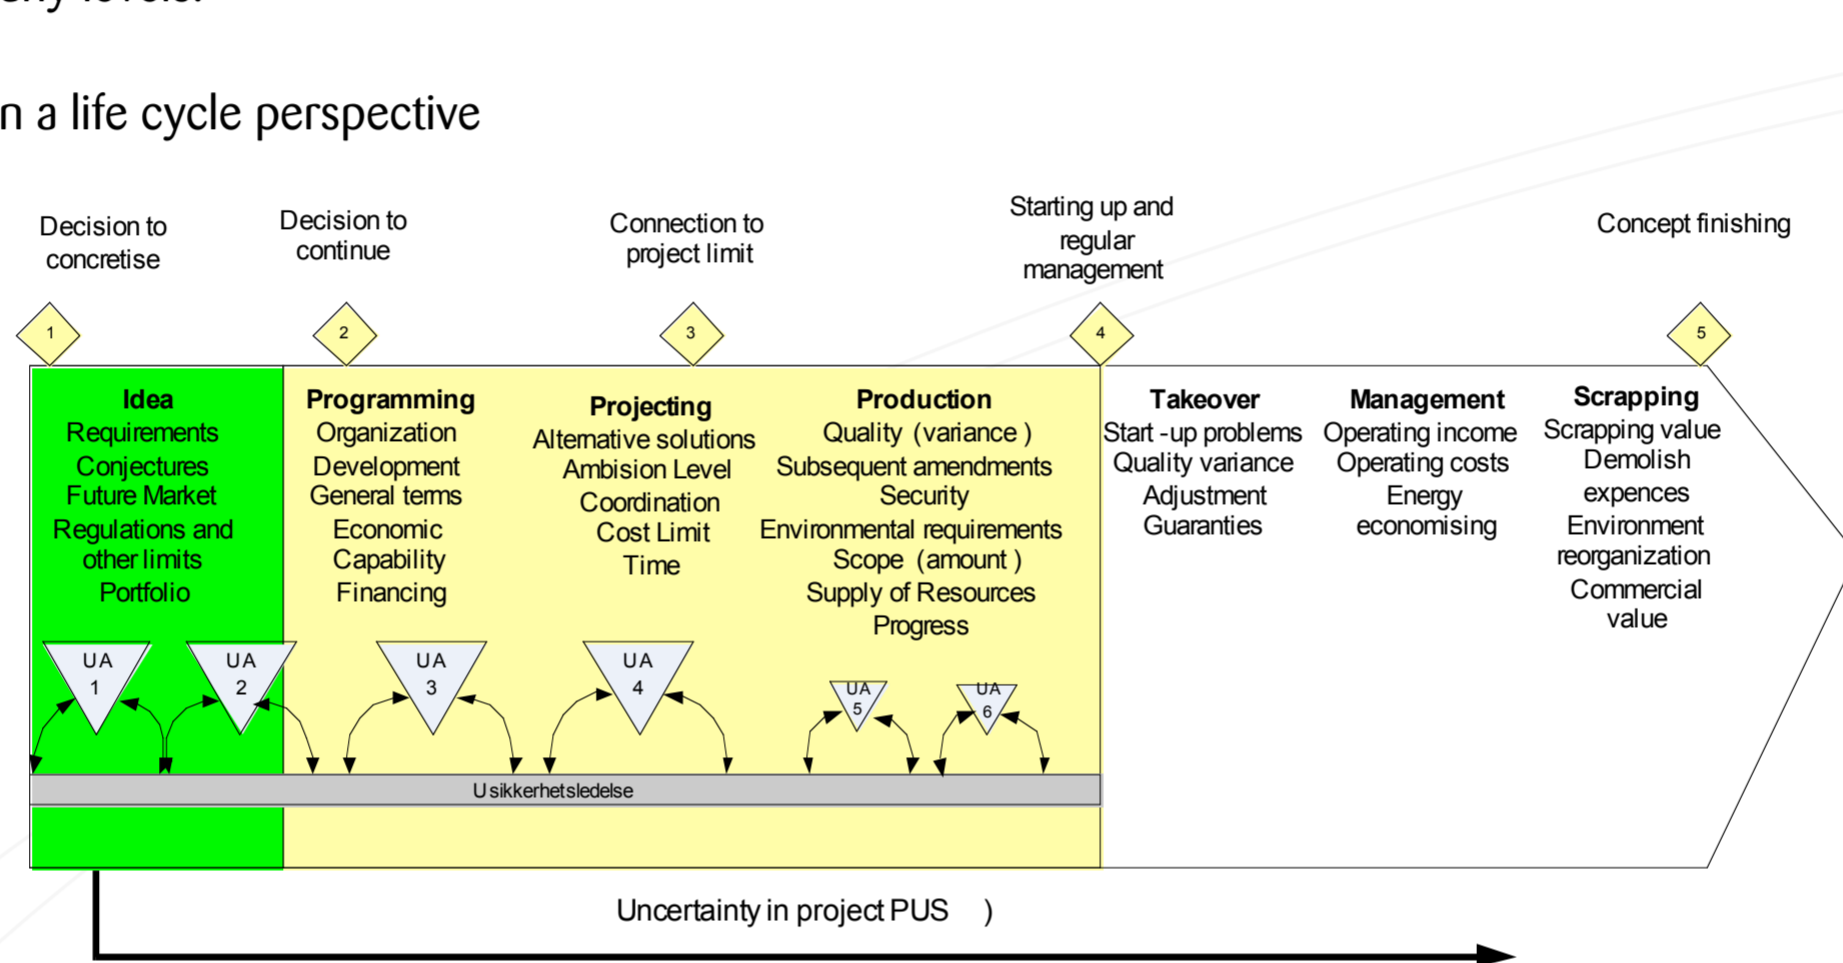 n a life cycle perspective
Decision to
concretise
Decision to
continue
Connection to
project limit
Starting up and
regular
management
Concept finishing
1
2
3
4
5
Idea
Requirements
Conjectures
Future Market
Regulations and
other limits
Portfolio
Programming
Organization
Development
General terms
Economic
Capability
Financing
Projecting
Alternative solutions
Ambision Level
Coordination
Cost Limit
Time
Production
Quality (variance )
Subsequent amendments
Security
Environmental requirements
Scope (amount )
Supply of Resources
Progress
Takeover
Start -up problems
Quality variance
Adjustment
Guaranties
Management
Operating income
Operating costs
Energy
economising
Scrapping
Scrapping value
Demolish
expences
Environment
reorganization
Commercial
value
UA
1
UA
2
UA
3
UA
4
UA
5
UA
6
Usikkerhetsledelse
Uncertainty in project PUS )